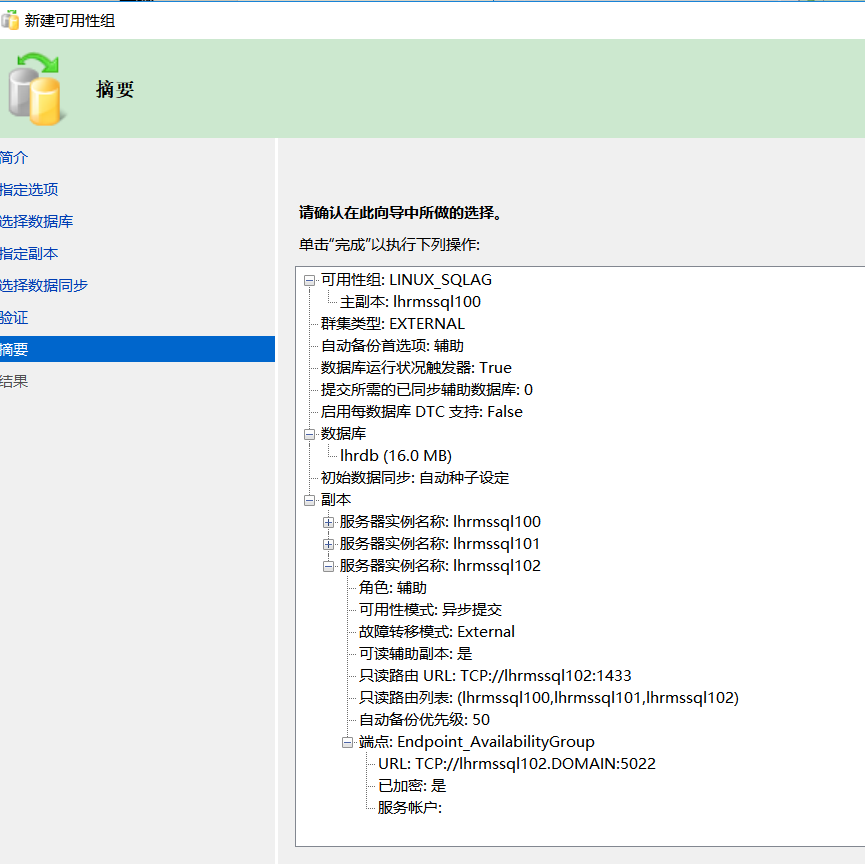 新建可用性组
摘要
简介
指定选项
选择数据库
指定副本
选择数据同步
验证
摘要
结果
请确认在此向导中所做的选择。
单击“完成”以执行下列操作:
可用性组: LINUX_SQLAG
主副本: lhrmssql100
群集类型: EXTERNAL
自动备份首选项: 辅助
数据库运行状况触发器: True
提交所需的已同步辅助数据库: 0
启用每数据库 DTC 支持: False
数据库
lhrdb (16.0 MB)
初始数据同步: 自动种子设定
副本
服务器实例名称: lhrmssql100
服务器实例名称: lhrmssql101
服务器实例名称: lhrmssql102
角色: 辅助
可用性模式: 异步提交
故障转移模式: External
可读辅助副本: 是
只读路由 URL: TCP://lhrmssql102:1433
只读路由列表: (lhrmssql100,lhrmssql101,lhrmssql102)
自动备份优先级: 50
端点: Endpoint_AvailabilityGroup
URL: TCP://lhrmssql102.DOMAIN:5022
已加密: 是
服务帐户: